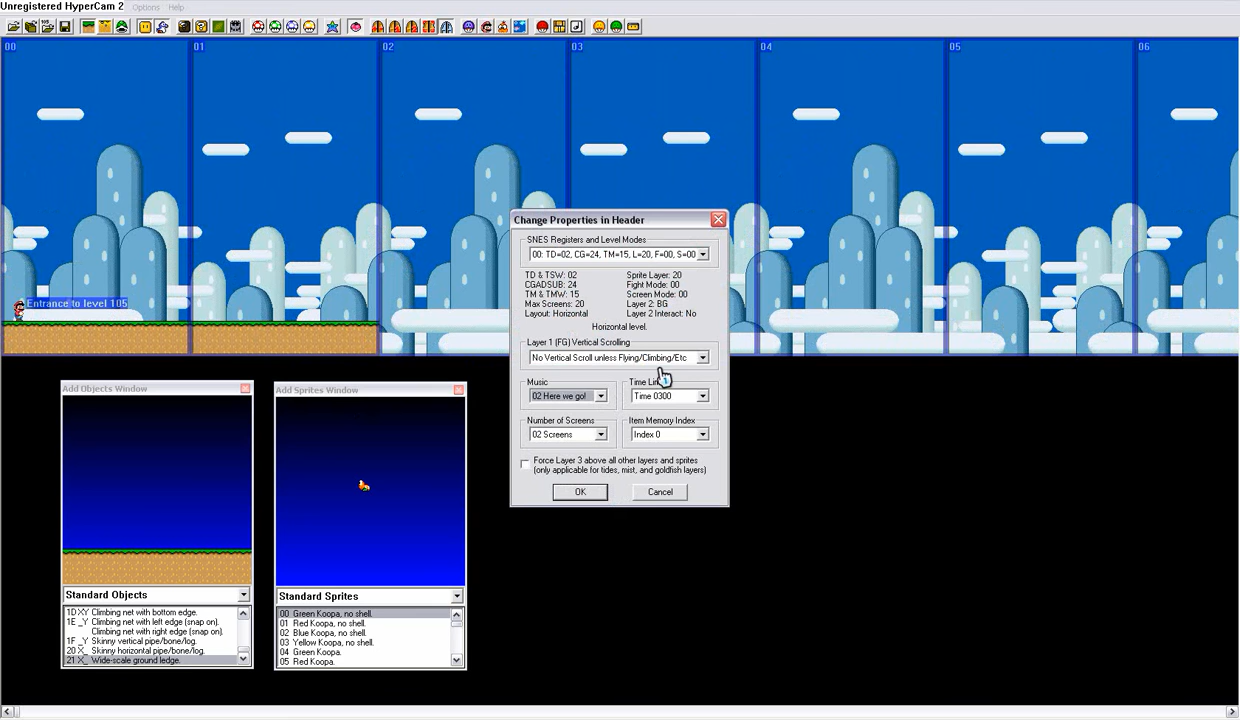 Unregistered HyperCam 2
Options Help
00 01 02 03 04 05 06
Entrance to level 105
Change Properties in Header
SNES Registers and Level Modes
00: TD=02, CG=24, TM=15, L=20, F=00, S=00
TD & TSW: 02 Sprite Layer: 20
CGADSUB: 24 Fight Mode: 00
TM & TMW: 15 Screen Mode: 00
Max Screens: 20 Layer 2: BG
Layout: Horizontal Layer 2 Interact: No
Horizontal level.
Layer 1 (FG) Vertical Scrolling
No Vertical Scroll unless Flying/Climbing/Etc
Music Time
02 Here we go! Time 0300
Number of Screens Item Memory Index
02 Screens Index 0
Force Layer 3 above all other layers and sprites
(only applicable for tides, mist, and goldfish layers)
OK Cancel
Add Objects Window
Standard Objects
1D XY Climbing net with bottom edge.
1E _Y Climbing net with left edge (snap on).
Climbing net with right edge (snap on).
1F _Y Skinny vertical pipe/bone/log.
20 X_ Skinny horizontal pipe/bone/log.
21 X_ Wide-scale ground ledge.
Add Sprites Window
Standard Sprites
00 Green Koopa, no shell.
01 Red Koopa, no shell.
02 Blue Koopa, no shell.
03 Yellow Koopa, no shell.
04 Green Koopa.
05 Red Koopa.